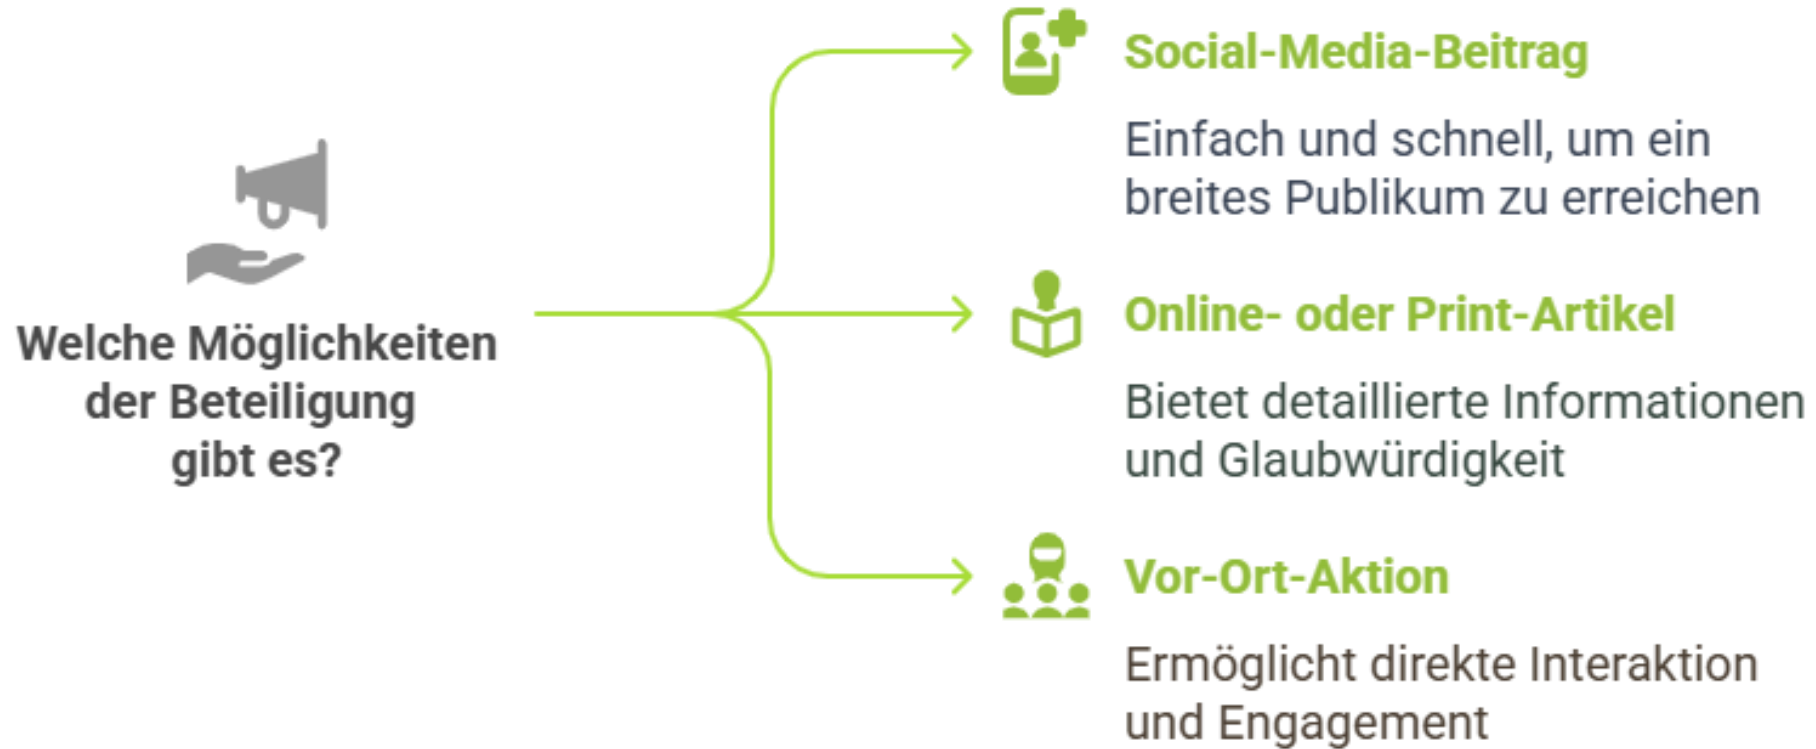 Welche Möglichkeiten
der Beteiligung
gibt es?
Social-Media-Beitrag
Einfach und schnell, um ein
breites Publikum zu erreichen
Online- oder Print-Artikel
Bietet detaillierte Informationen
und Glaubwürdigkeit
Vor-Ort-Aktion
Ermöglicht direkte Interaktion
und Engagement